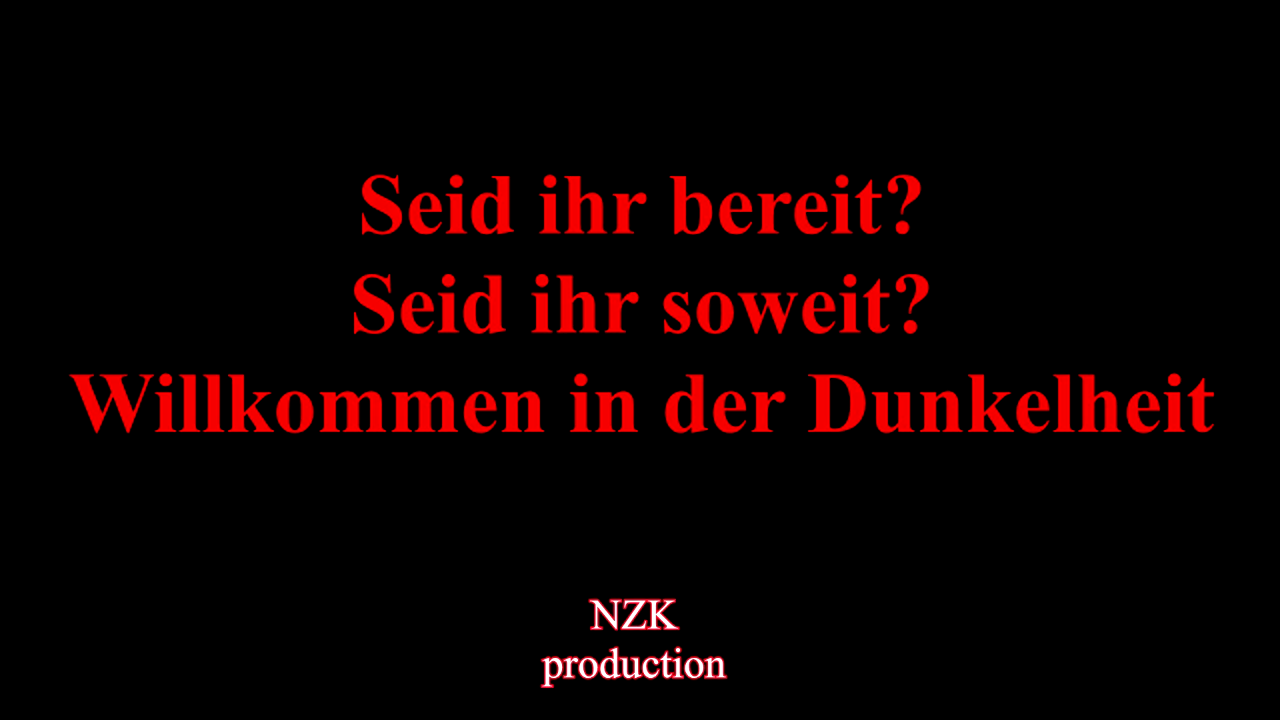 Seid ihr bereit?
Seid ihr soweit?
Willkommen in der Dunkelheit
NZK
production